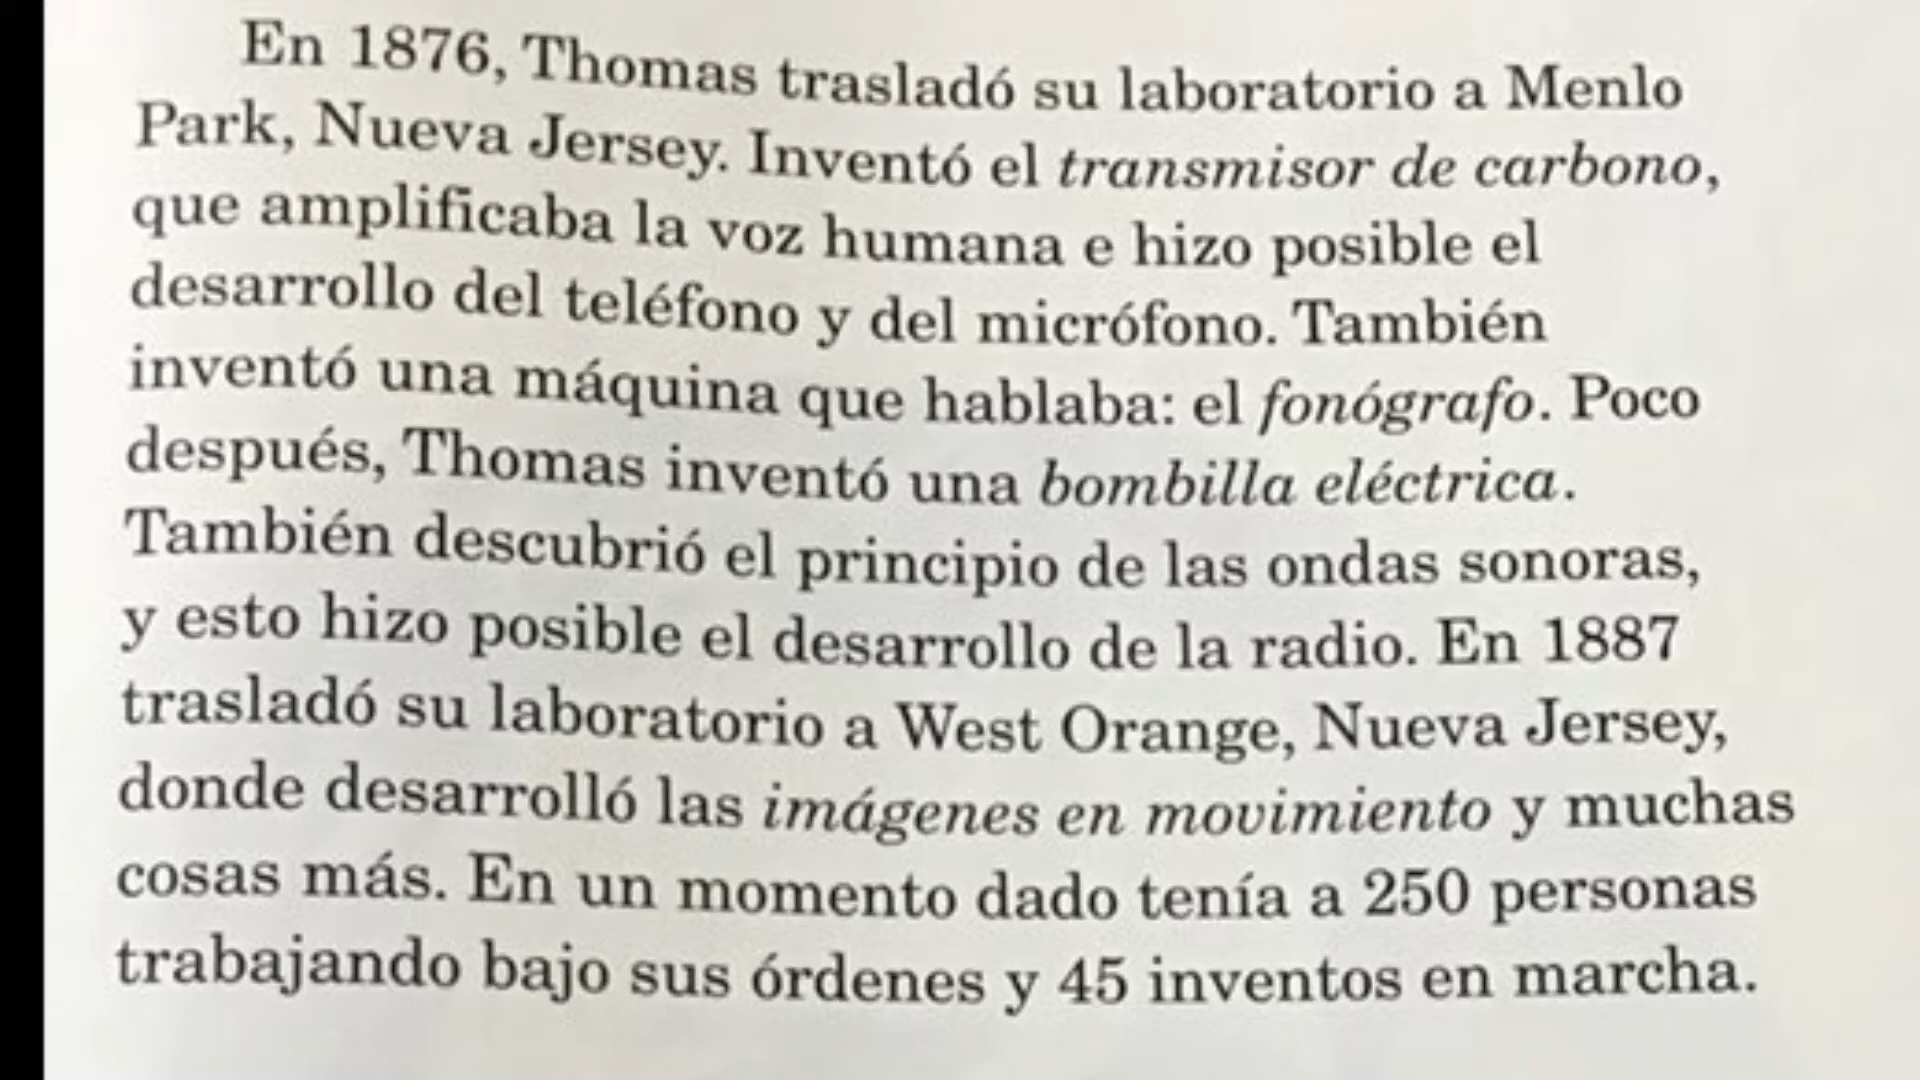 En 1876, Thomas trasladó su laboratorio a Menlo
Park, Nueva Jersey. Inventó el transmisor de carbono,
que amplificaba la voz humana e hizo posible el
desarrollo del teléfono y del micrófono. También
inventó una máquina que hablaba: el fonógrafo. Poco
después, Thomas inventó una bombilla eléctrica.
También descubrió el principio de las ondas sonoras,
y esto hizo posible el desarrollo de la radio. En 1887
trasladó su laboratorio a West Orange, Nueva Jersey,
donde desarrolló las imágenes en movimiento y muchas
cosas más. En un momento dado tenía a 250 personas
trabajando bajo sus órdenes y 45 inventos en marcha.